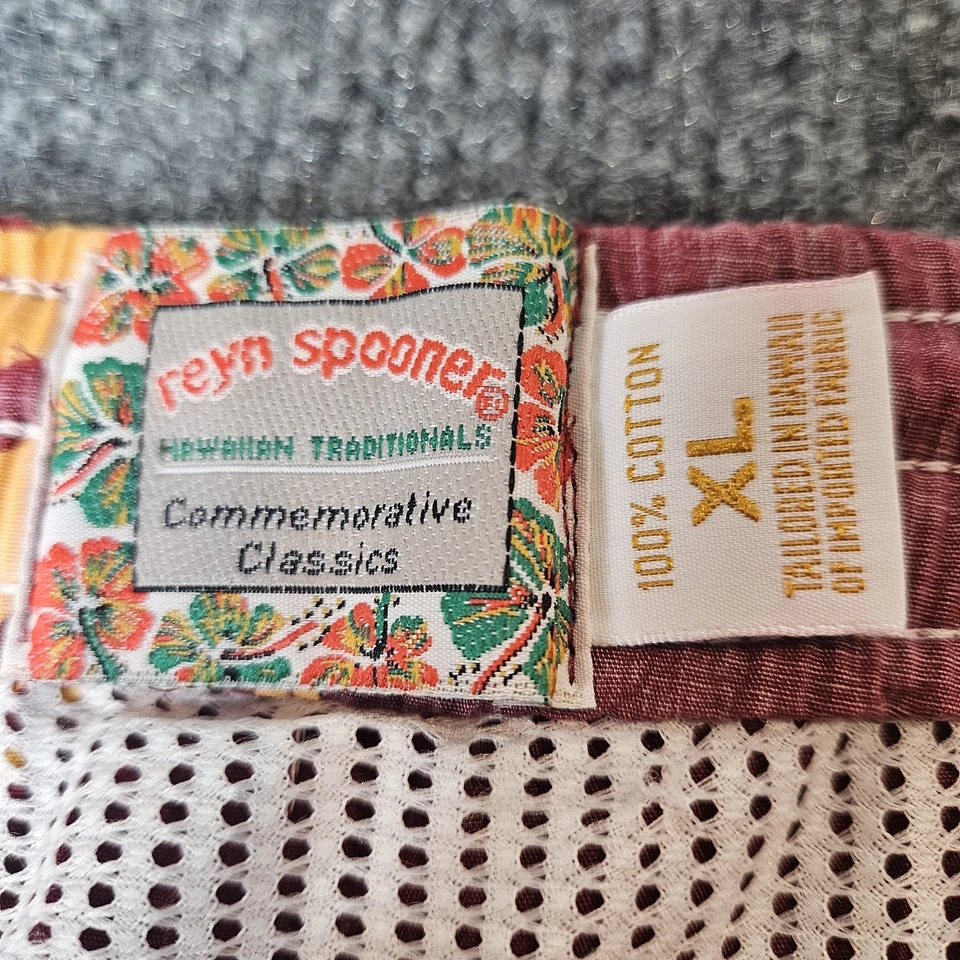 reyn spooner®
HAWAIIAN TRADITIONALS
Commemorative
Classics
100% COTTON
XL
TAILORED IN HAWAII
OF IMPORTED FABRIC